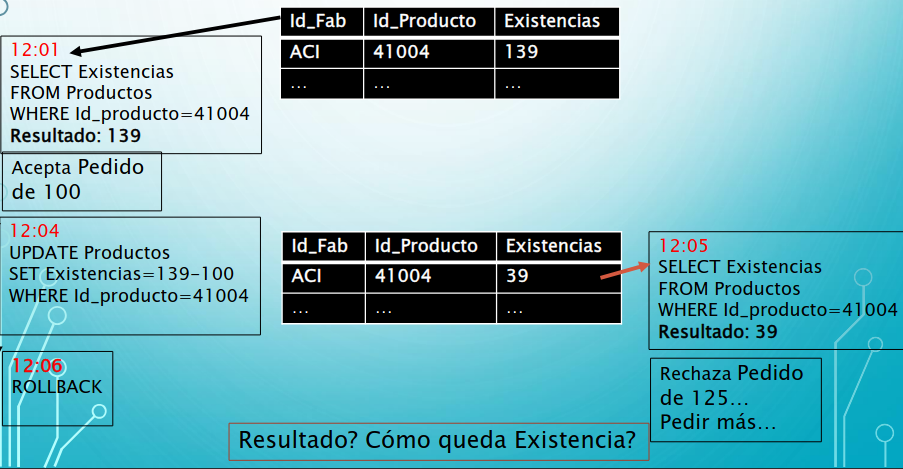 Id_Fab Id_Producto Existencias
ACI 41004 139
... ... ...
12:01
SELECT Existencias
FROM Productos
WHERE Id_producto=41004
Resultado: 139
Acepta Pedido
de 100
12:04
UPDATE Productos
SET Existencias=139-100
WHERE Id_producto=41004
Id_Fab Id_Producto Existencias
ACI 41004 39
... ... ...
12:05
SELECT Existencias
FROM Productos
WHERE Id_producto=41004
Resultado: 39
12:06
ROLLBACK
Rechaza Pedido
de 125...
Pedir más...
Resultado? Cómo queda Existencia?